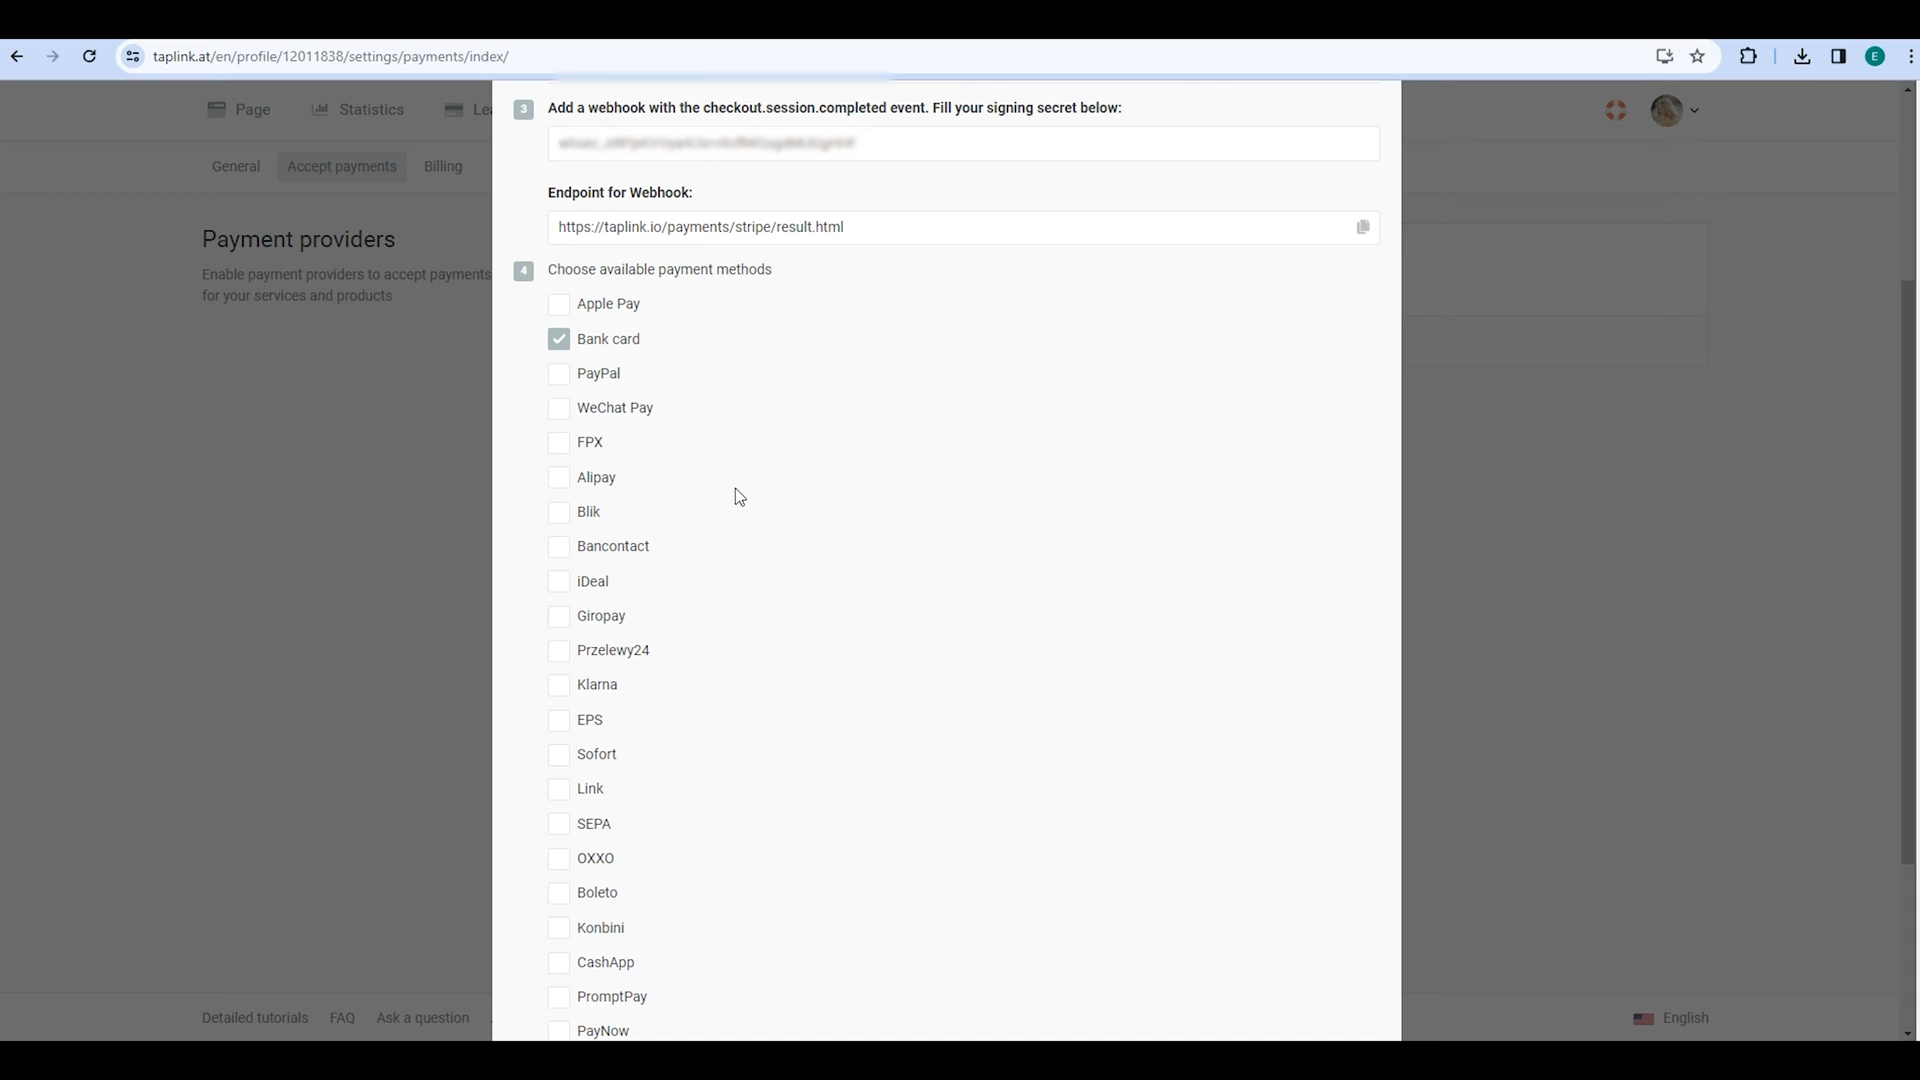 taplink.at/en/profile/12011838/settings/payments/index/
E
Page
Statistics
Lea
General
Accept payments
Billing
Payment providers
Enable payment providers to accept payments
for your services and products
3
Add a webhook with the checkout.session.completed event. Fill your signing secret below:
Endpoint for Webhook:
https://taplink.io/payments/stripe/result.html
4
Choose available payment methods
Apple Pay
Bank card
PayPal
WeChat Pay
FPX
Alipay
Blik
Bancontact
iDeal
Giropay
Przelewy24
Klarna
EPS
Sofort
Link
SEPA
OXXO
Boleto
Konbini
CashApp
PromptPay
PayNow
Detailed tutorials
FAQ
Ask a question
English